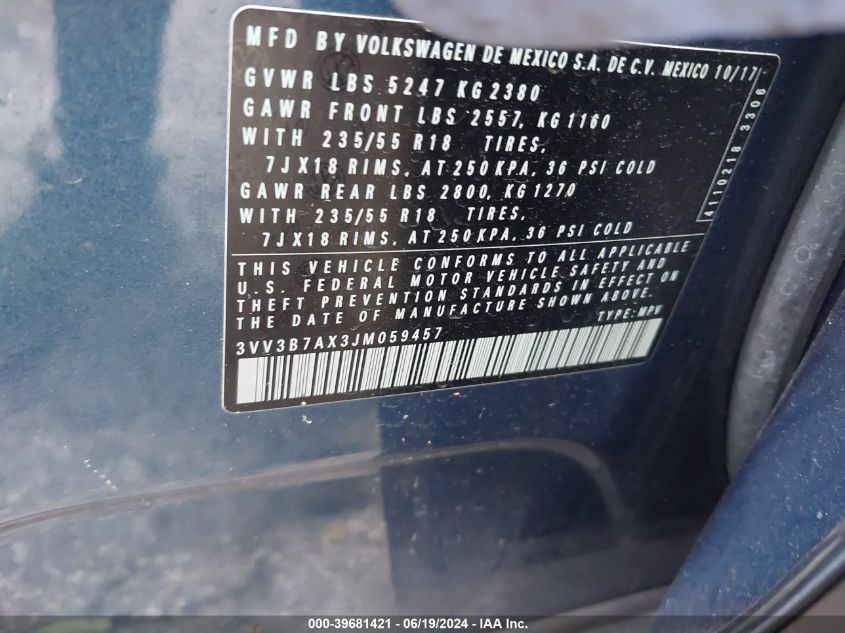 MFD BY VOLKSWAGEN DE MEXICO S.A. DE C.V. MEXICO 10/17
GVWR LBS 5247 KG 2380
GAWR FRONT LBS 2557, KG 1160
WITH 235/55 R18 TIRES,
7JX18 RIMS, AT 250 KPA, 36 PSI COLD
GAWR REAR LBS 2800, KG 1270
WITH 235/55 R18 TIRES,
7JX18 RIMS, AT 250 KPA, 36 PSI COLD
4110218 3306
THIS VEHICLE CONFORMS TO ALL APPLICABLE
U.S. FEDERAL MOTOR VEHICLE SAFETY AND
THEFT PREVENTION STANDARDS IN EFFECT ON
THE DATE OF MANUFACTURE SHOWN ABOVE.
TYPE: MPV
3VV3B7AX3JM059457
000-39681421 - 06/19/2024 - IAA Inc.